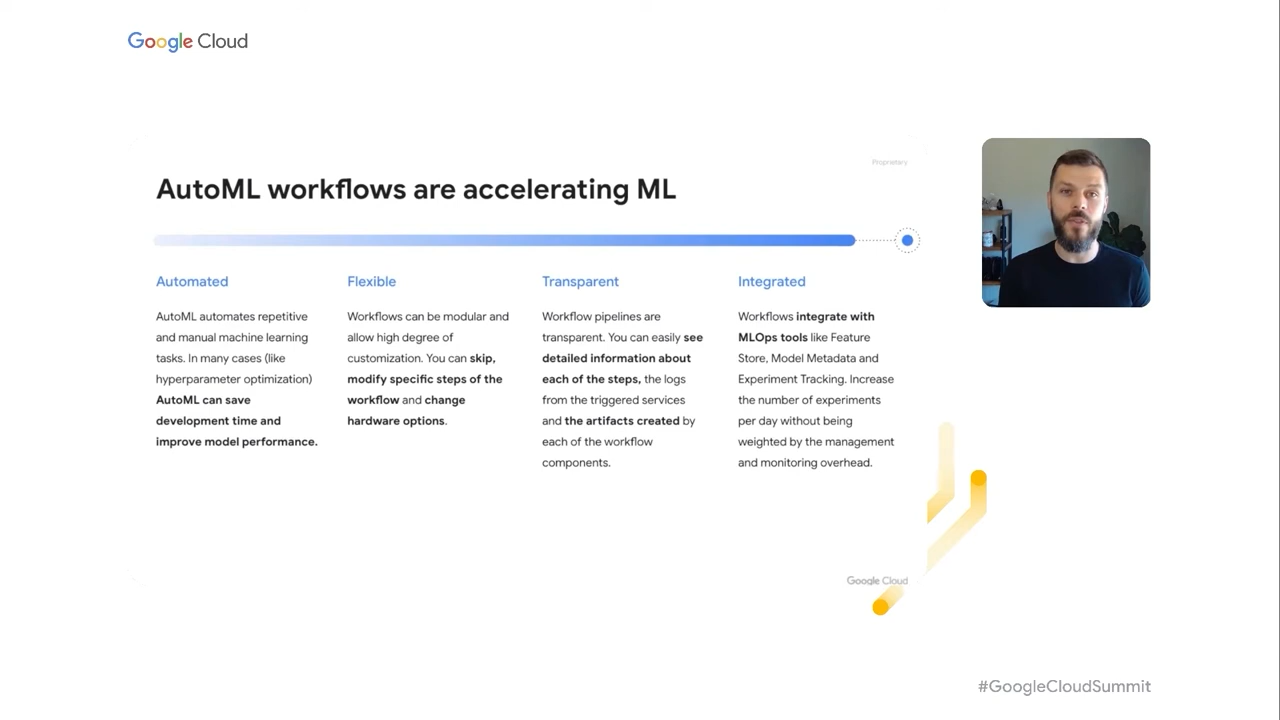 Google Cloud
Proprietary
AutoML workflows are accelerating ML
Automated
AutoML automates repetitive
and manual machine learning
tasks. In many cases (like
hyperparameter optimization)
AutoML can save
development time and
improve model performance.
Flexible
Workflows can be modular and
allow high degree of
customization. You can skip,
modify specific steps of the
workflow and change
hardware options.
Transparent
Workflow pipelines are
transparent. You can easily see
detailed information about
each of the steps, the logs
from the triggered services
and the artifacts created by
each of the workflow
components.
Integrated
Workflows integrate with
MLOps tools like Feature
Store, Model Metadata and
Experiment Tracking. Increase
the number of experiments
per day without being
weighted by the management
and monitoring overhead.
Google Cloud
#GoogleCloudSummit